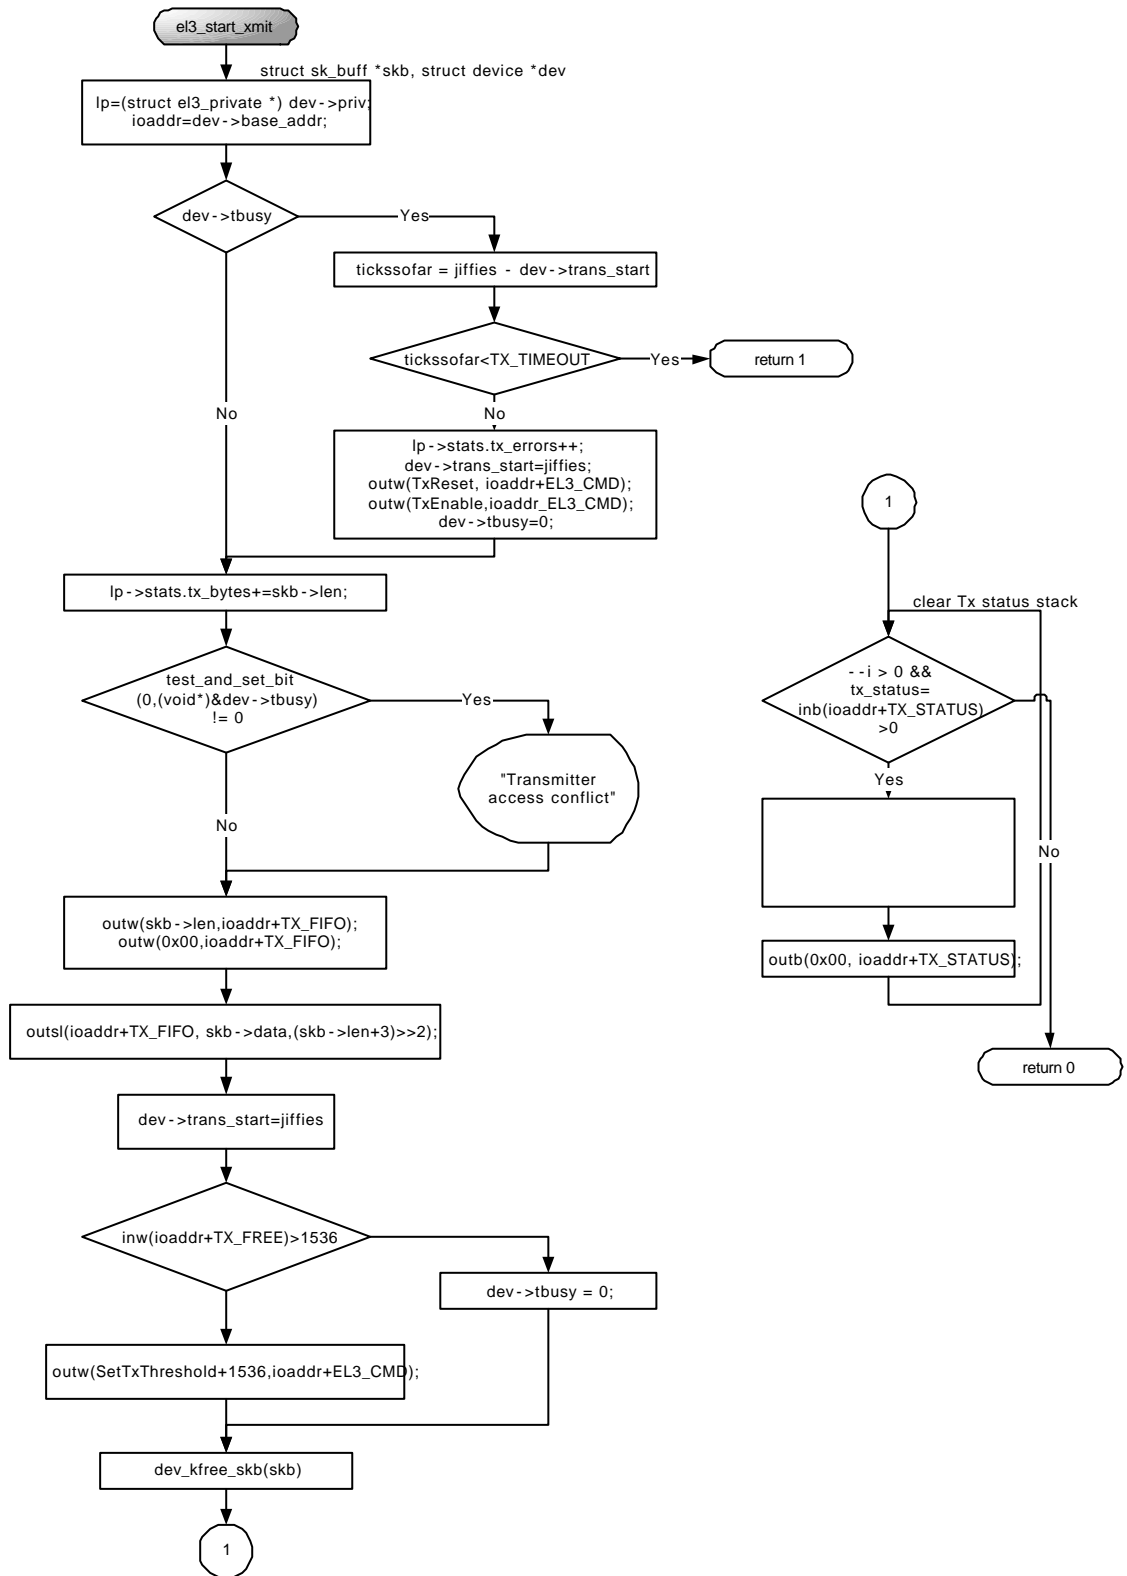 el3_start_xmit
struct sk_buff *skb, struct device *dev
lp=(struct el3_private *) dev->priv;
ioaddr=dev->base_addr;
dev->tbusy
Yes
tickssofar = jiffies - dev->trans_start
tickssofar<TX_TIMEOUT
Yes
return 1
No
No
lp->stats.tx_errors++;
dev->trans_start=jiffies;
outw(TxReset, ioaddr+EL3_CMD);
outw(TxEnable,ioaddr_EL3_CMD);
dev->tbusy=0;
lp->stats.tx_bytes+=skb->len;
test_and_set_bit
(0,(void*)&dev->tbusy)
!= 0
Yes
"Transmitter
access conflict"
No
outw(skb->len,ioaddr+TX_FIFO);
outw(0x00,ioaddr+TX_FIFO);
outsl(ioaddr+TX_FIFO, skb->data,(skb->len+3)>>2);
dev->trans_start=jiffies
inw(ioaddr+TX_FREE)>1536
dev->tbusy = 0;
outw(SetTxThreshold+1536,ioaddr+EL3_CMD);
dev_kfree_skb(skb)
1
1
clear Tx status stack
--i > 0 &&
tx_status=
inb(ioaddr+TX_STATUS)
>0
Yes
No
outb(0x00, ioaddr+TX_STATUS);
return 0